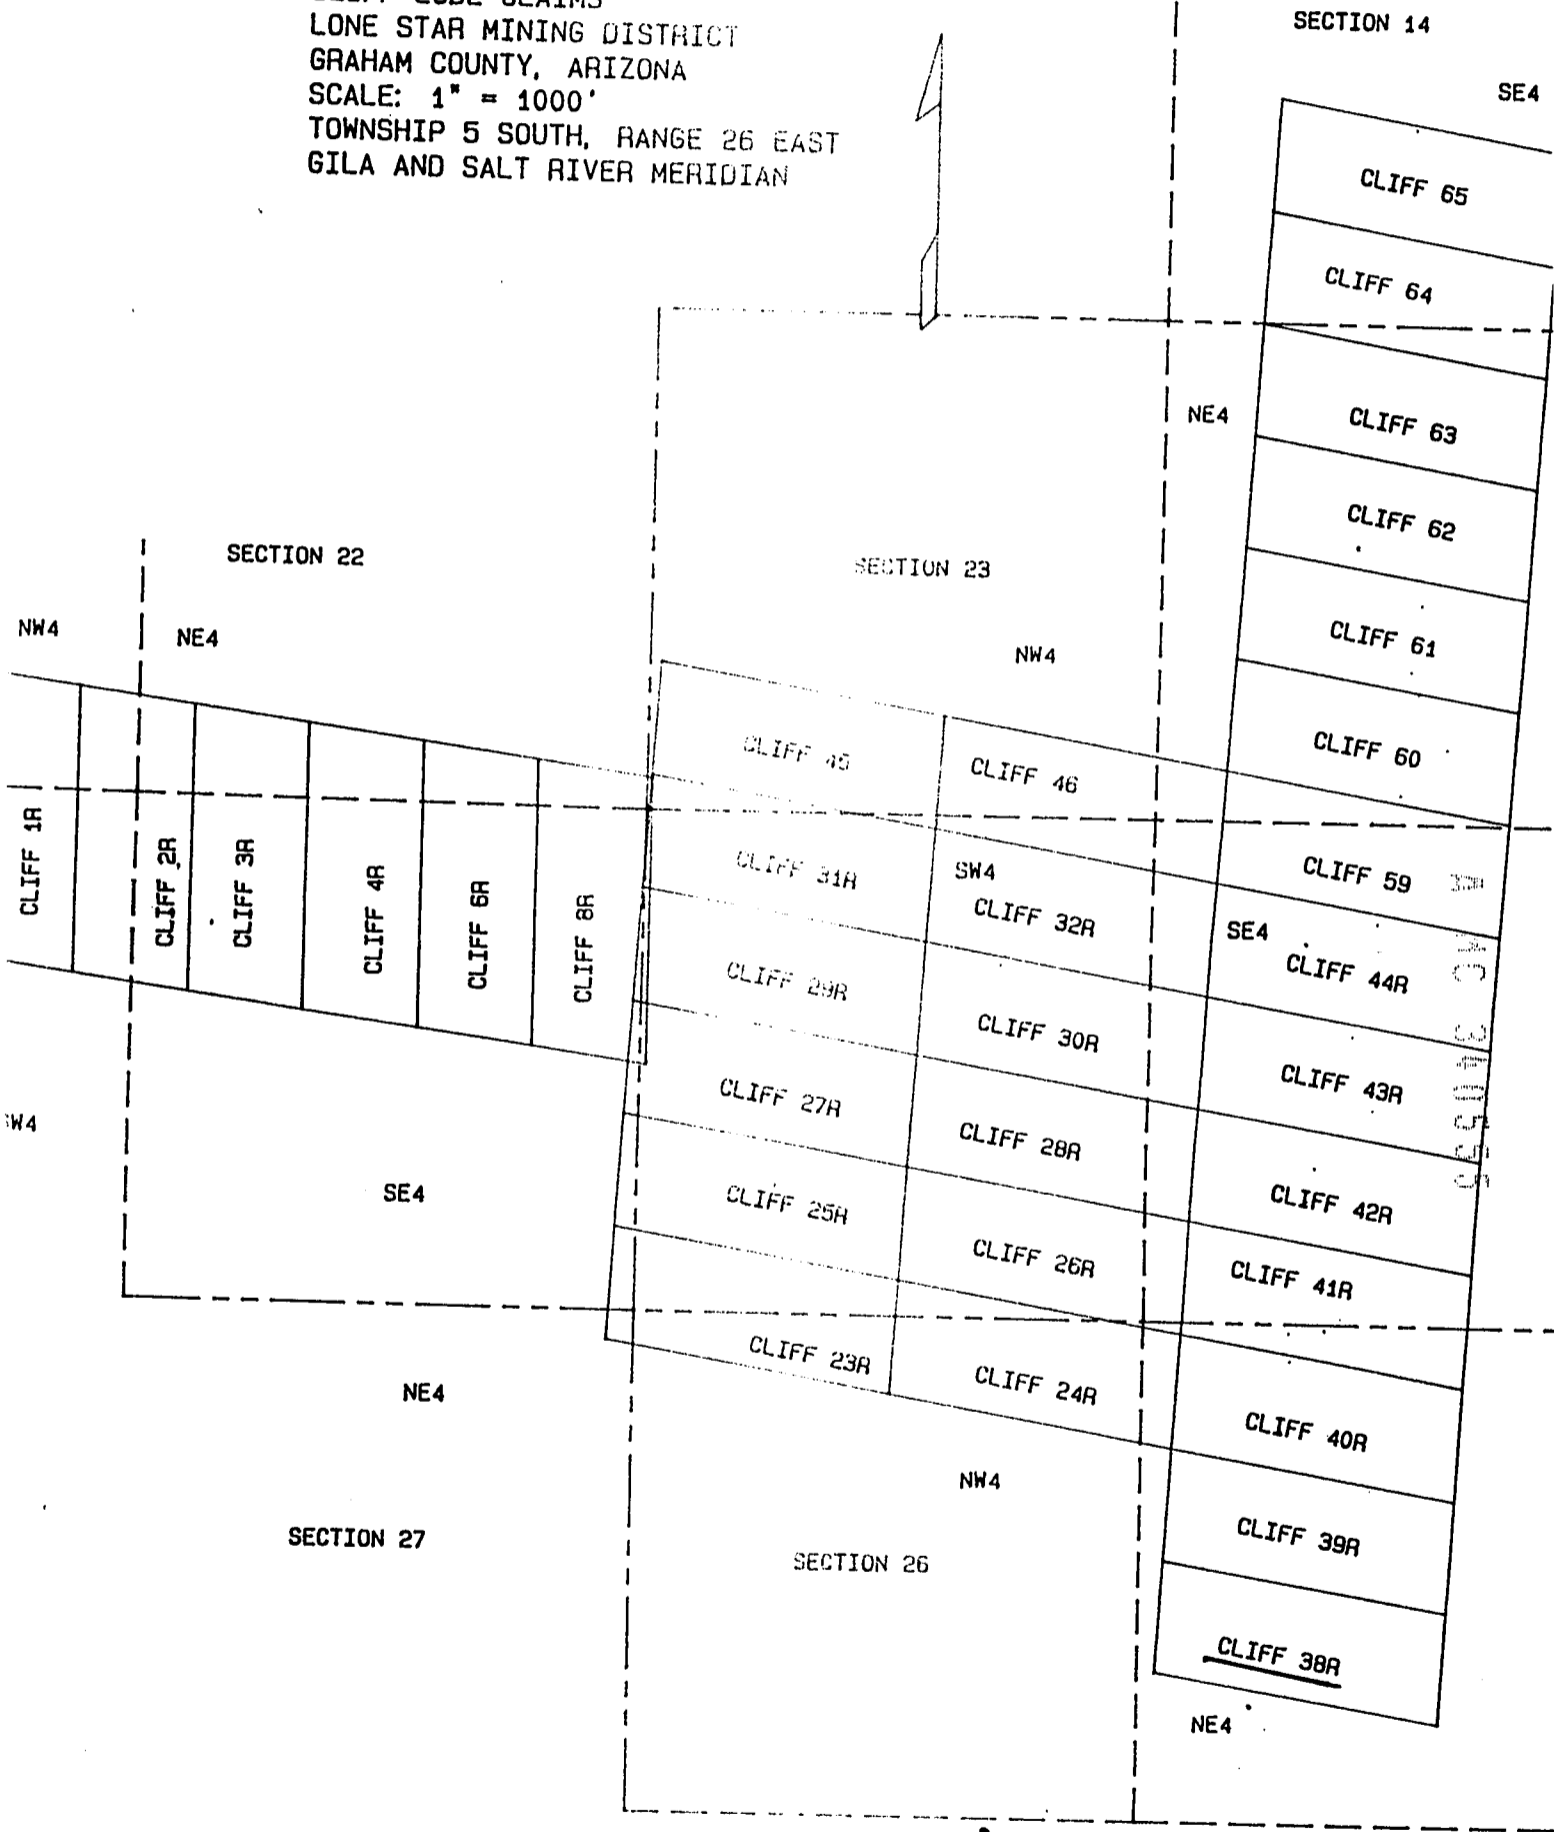 LODE CLAIMS
LONE STAR MINING DISTRICT
GRAHAM COUNTY, ARIZONA
SCALE: 1" = 1000'
TOWNSHIP 5 SOUTH, RANGE 26 EAST
GILA AND SALT RIVER MERIDIAN
SECTION 14
SE4
CLIFF 65
CLIFF 64
NE4
CLIFF 63
CLIFF 62
CLIFF 61
CLIFF 60
SECTION 22
SECTION 23
NW4
NE4
NW4
CLIFF 45
CLIFF 46
CLIFF 1R
CLIFF 2R
CLIFF 3R
CLIFF 4R
CLIFF 6R
CLIFF 8R
CLIFF 31R
SW4
CLIFF 32R
CLIFF 59
SE4
CLIFF 44R
CLIFF 29R
CLIFF 30R
CLIFF 43R
A MC 340555
SW4
CLIFF 27R
CLIFF 28R
SE4
CLIFF 25R
CLIFF 42R
CLIFF 26R
CLIFF 41R
CLIFF 23R
CLIFF 24R
NE4
CLIFF 40R
NW4
SECTION 27
CLIFF 39R
SECTION 26
CLIFF 38R
NE4